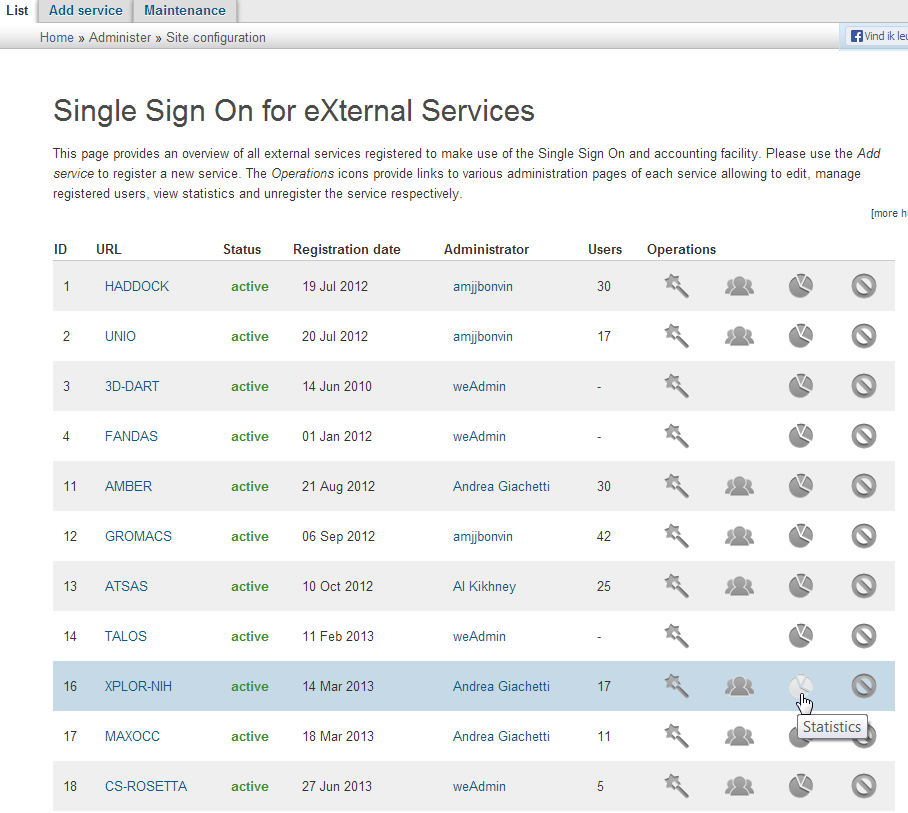 List Add service Maintenance
Home » Administer » Site configuration
Vind ik leu
Single Sign On for eXternal Services
This page provides an overview of all external services registered to make use of the Single Sign On and accounting facility. Please use the Add
service to register a new service. The Operations icons provide links to various administration pages of each service allowing to edit, manage
registered users, view statistics and unregister the service respectively.
[more h
ID URL Status Registration date Administrator Users Operations
1 HADDOCK active 19 Jul 2012 amjjbonvin 30
2 UNIO active 20 Jul 2012 amjjbonvin 17
3 3D-DART active 14 Jun 2010 weAdmin -
4 FANDAS active 01 Jan 2012 weAdmin -
11 AMBER active 21 Aug 2012 Andrea Giachetti 30
12 GROMACS active 06 Sep 2012 amjjbonvin 42
13 ATSAS active 10 Oct 2012 Al Kikhney 25
14 TALOS active 11 Feb 2013 weAdmin -
16 XPLOR-NIH active 14 Mar 2013 Andrea Giachetti 17
Statistics
17 MAXOCC active 18 Mar 2013 Andrea Giachetti 11
18 CS-ROSETTA active 27 Jun 2013 weAdmin 5